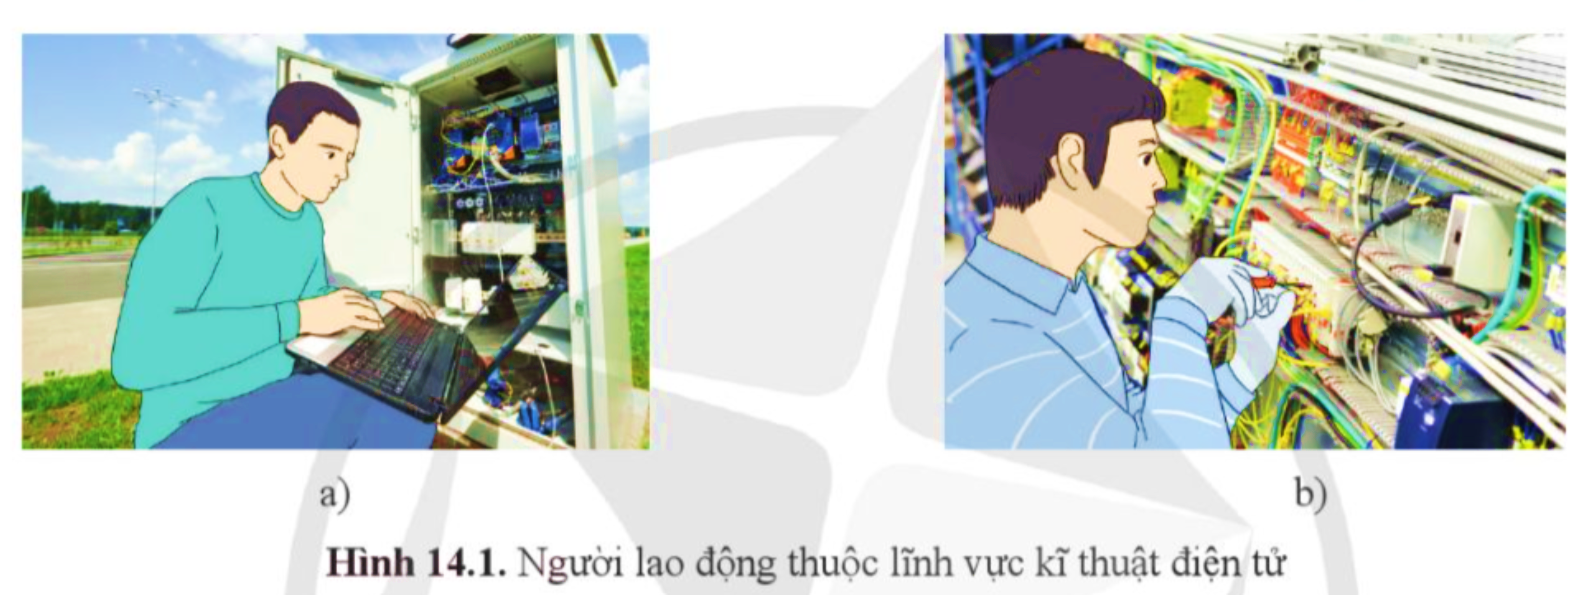 a)
b)
Hình 14.1. Người lao động thuộc lĩnh vực kĩ thuật điện tử